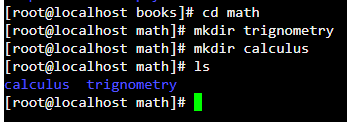 [root@localhost books]# cd math
[root@localhost math]# mkdir trignometry
[root@localhost math]# mkdir calculus
[root@localhost math]# ls
calculus  trignometry
[root@localhost math]#